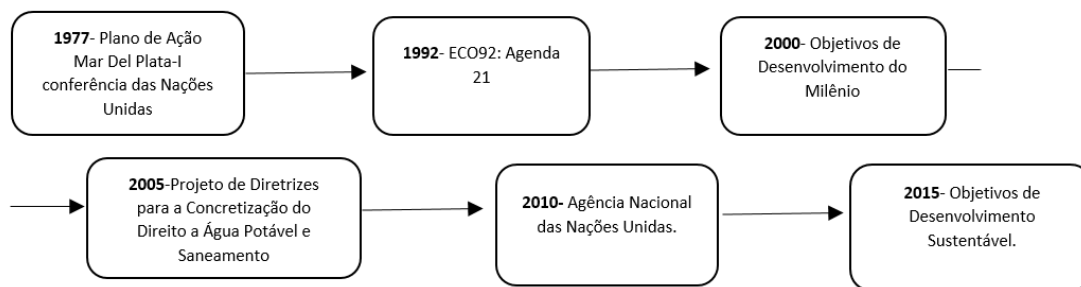 1977- Plano de Ação
Mar Del Plata-I
conferência das Nações
Unidas
1992- ECO92: Agenda
21
2000- Objetivos de
Desenvolvimento do
Milênio
2005-Projeto de Diretrizes
para a Concretização do
Direito a Água Potável e
Saneamento
2010- Agência Nacional
das Nações Unidas.
2015- Objetivos de
Desenvolvimento
Sustentável.